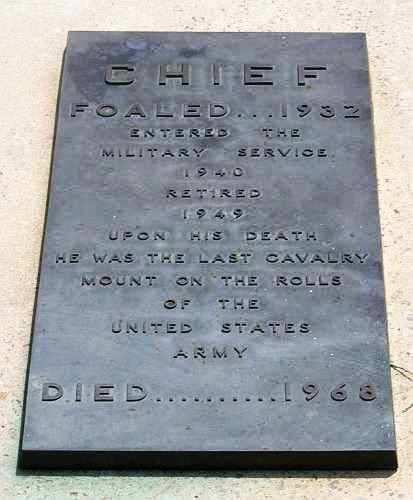 CHIEF
FOALED...1932
ENTERED THE
MILITARY SERVICE
1940
RETIRED
1949
UPON HIS DEATH
HE WAS THE LAST CAVALRY
MOUNT ON THE ROLLS
OF THE
UNITED STATES
ARMY
DIED..........1968